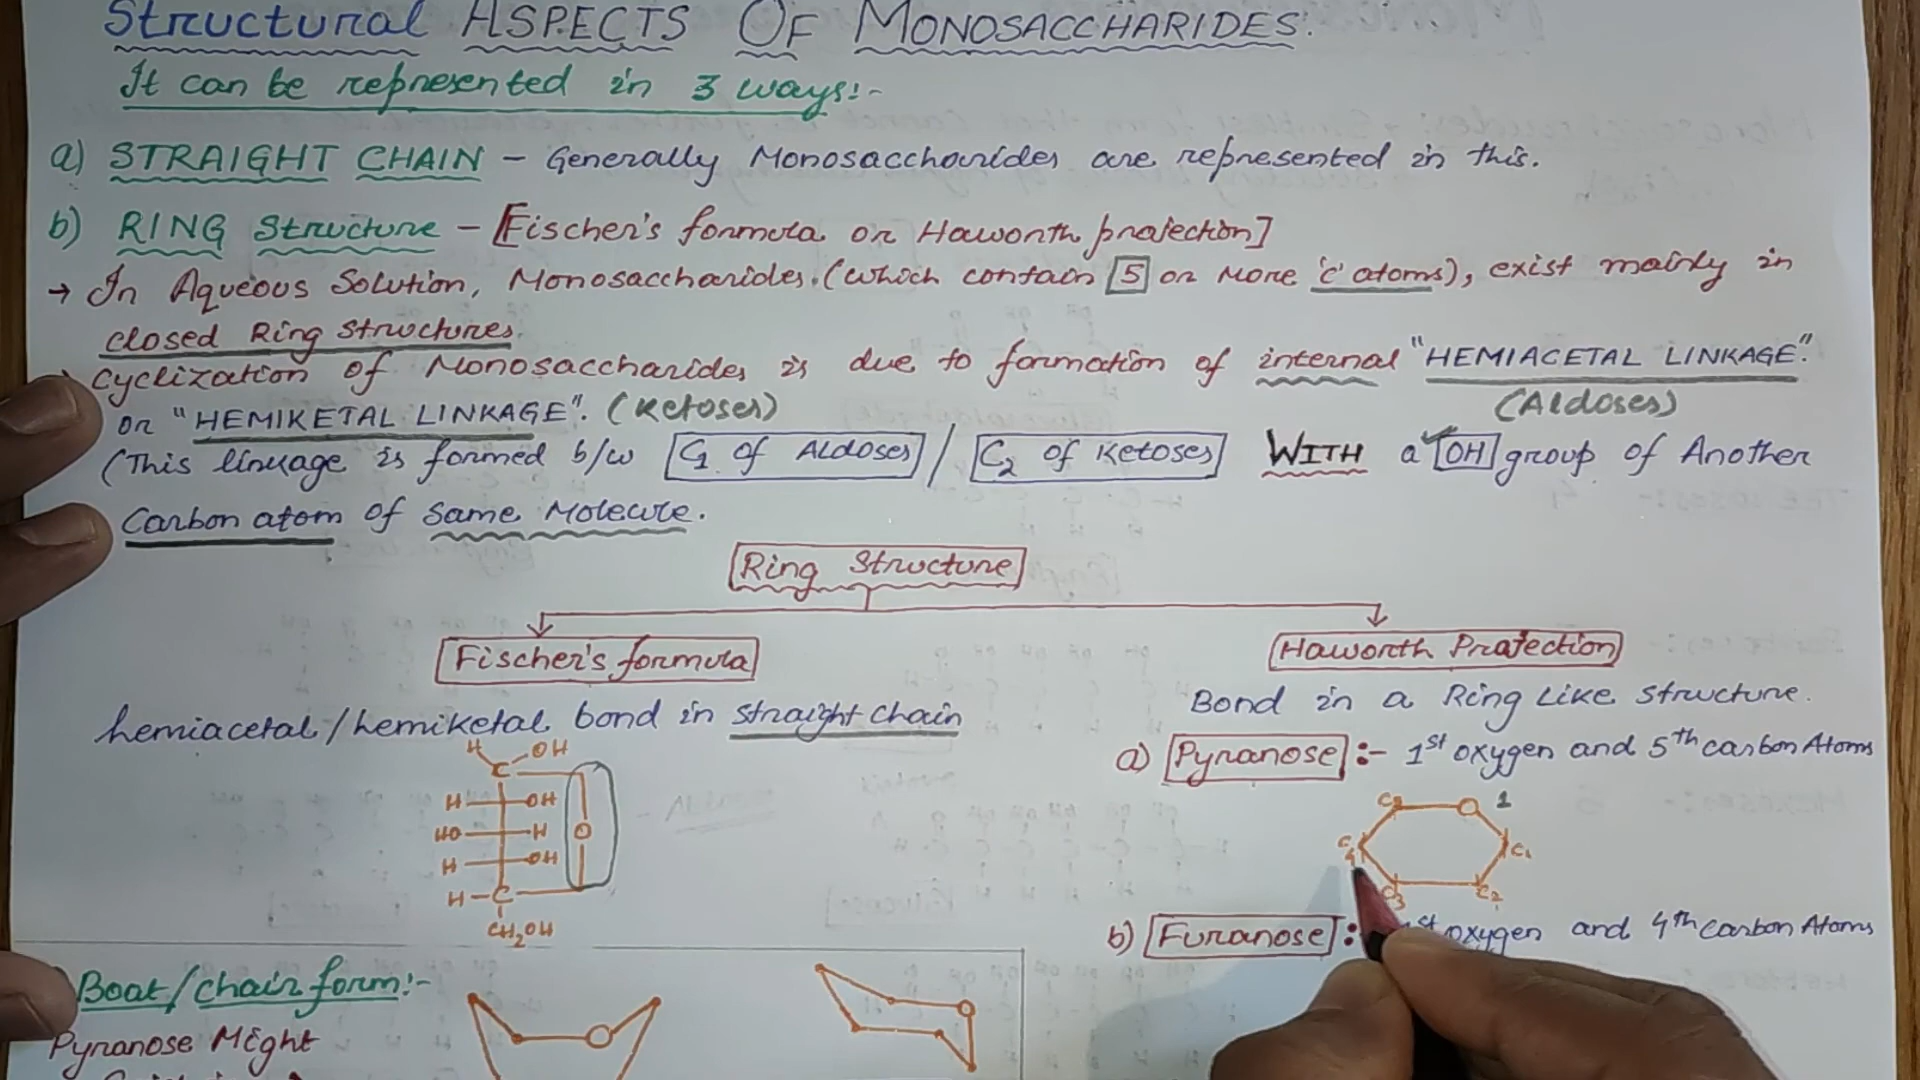 Structural ASPECTS OF MONOSACCHARIDES:
It can be represented in 3 ways:-
a) STRAIGHT CHAIN - Generally Monosaccharides are represented in this.
b) RING Structure - [Fischer's formula or Haworth projection]
→ In Aqueous Solution, Monosaccharides (which contain 5 or More 'C' atoms), exist mainly in
closed Ring Structures.
Cyclization of Monosaccharides is due to formation of internal "HEMIACETAL LINKAGE".
(Aldoses)
or "HEMIKETAL LINKAGE". (Ketoses)
(This linkage is formed b/w C1 of Aldoses / C2 of Ketoses WITH a OH group of Another
Carbon atom of Same Molecule.
Ring Structure
Fischer's formula
Haworth Projection
hemiacetal/hemiketal bond in straight chain
Bond in a Ring Like Structure.
a) Pyranose :- 1st oxygen and 5th carbon Atoms
H OH
C
H OH
HO H O
H OH
H-C
CH2OH
O 1
C1
C2
C3
C4
b) Furanose : oxygen and 4th carbon Atoms
Boat/chair form:-
Pyranose Might